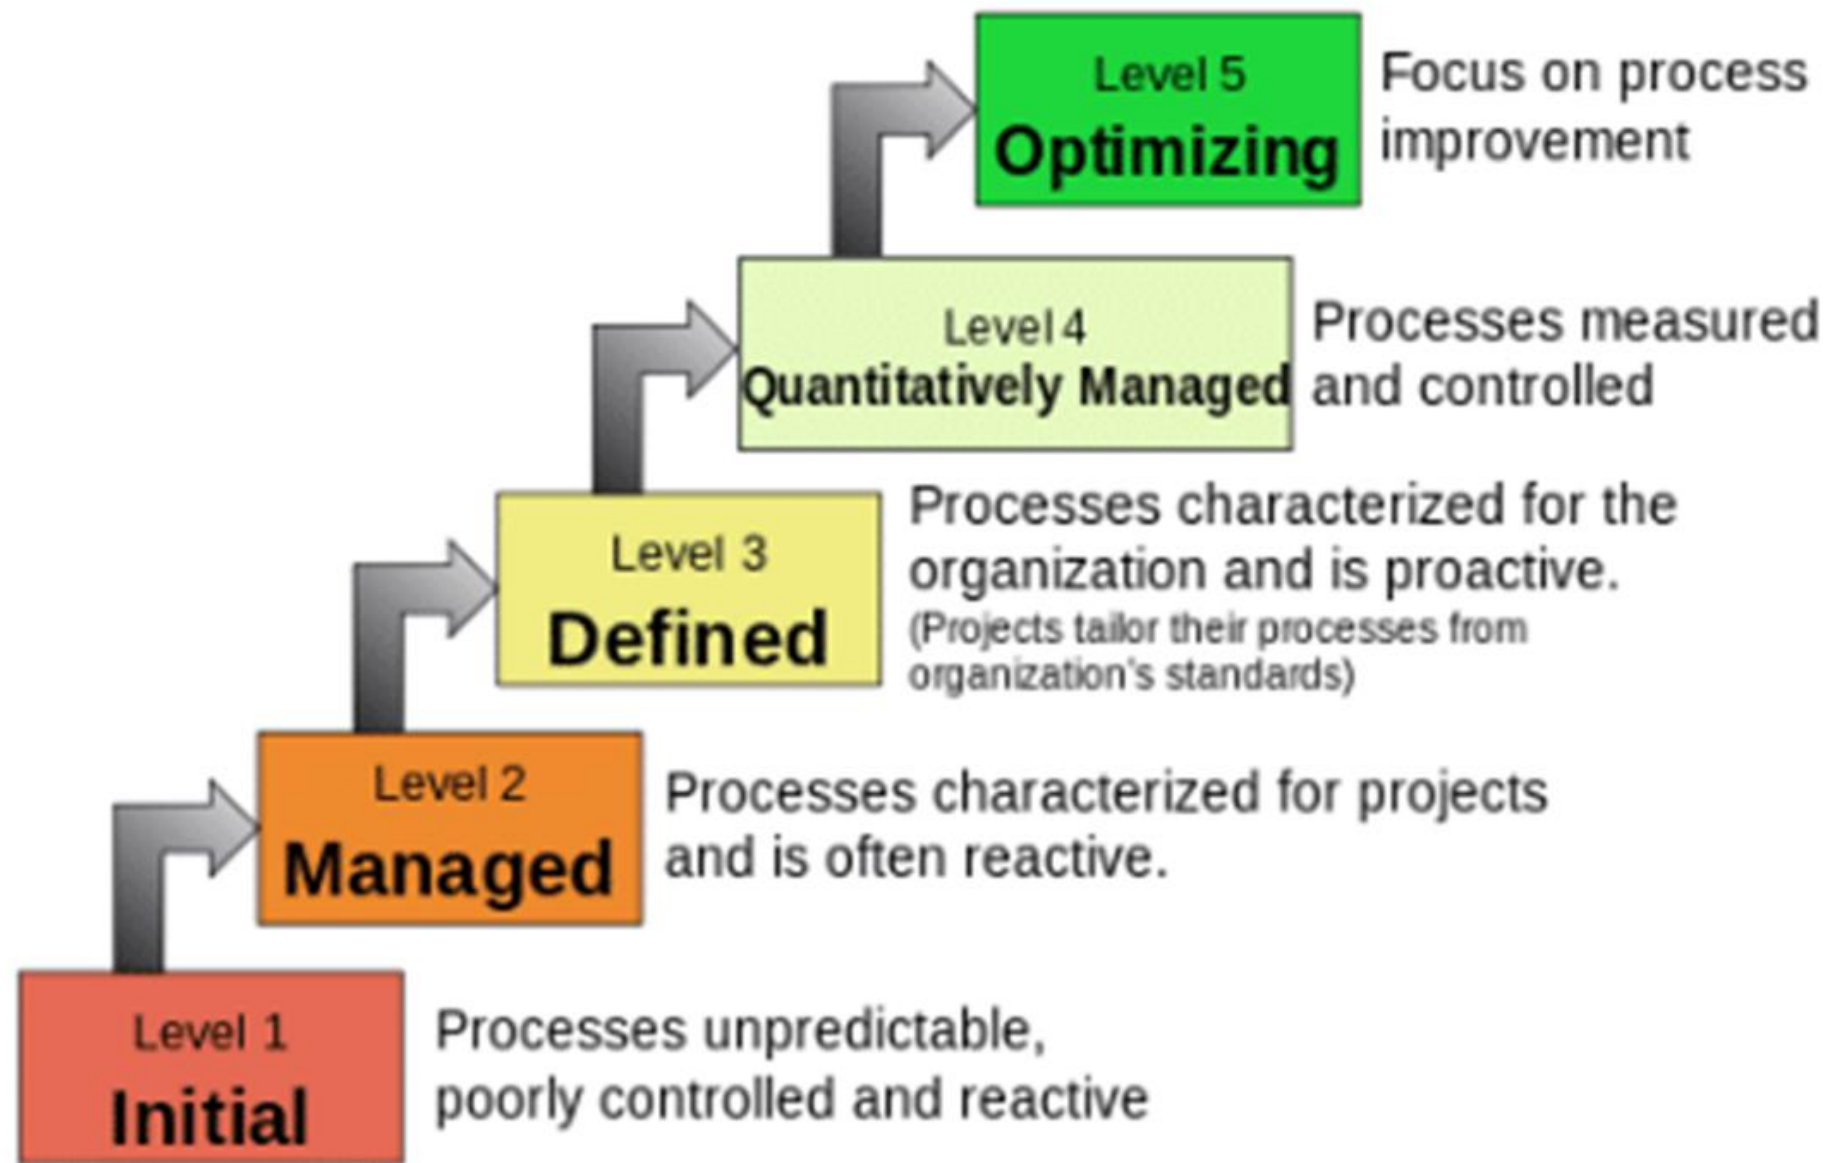 Level 5
Optimizing
Focus on process
improvement
Level 4
Quantitatively Managed
Processes measured
and controlled
Level 3
Defined
Processes characterized for the
organization and is proactive.
(Projects tailor their processes from
organization's standards)
Level 2
Managed
Processes characterized for projects
and is often reactive.
Level 1
Initial
Processes unpredictable,
poorly controlled and reactive